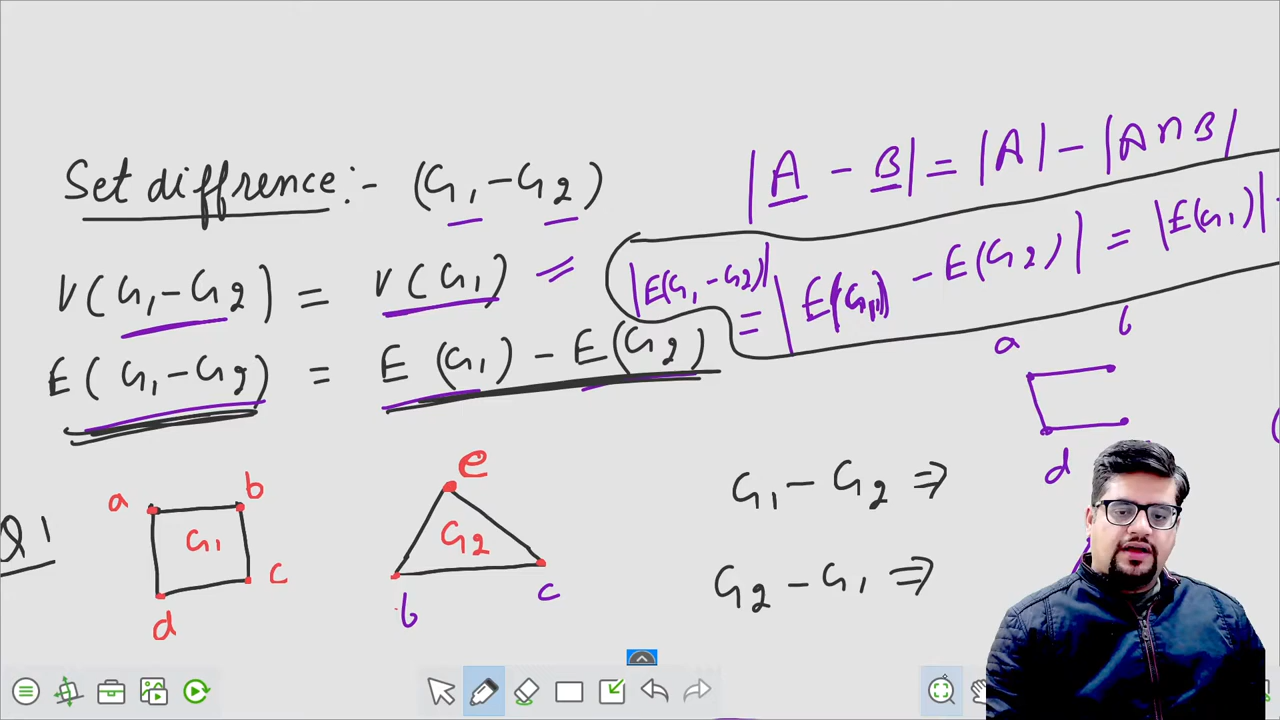 |A - B| = |A| - |A∩B|
Set diffrence:- (G1-G2)
V(G1-G2) = V(G1)
|E(G1-G2)| = |E(G1) - E(G2)| = |E(G1)|
E(G1-G2) = E(G1) - E(G2)
a b
d
Q1
a b
G1
d c
e
G2
b c
G1-G2 ⇒
G2-G1 ⇒